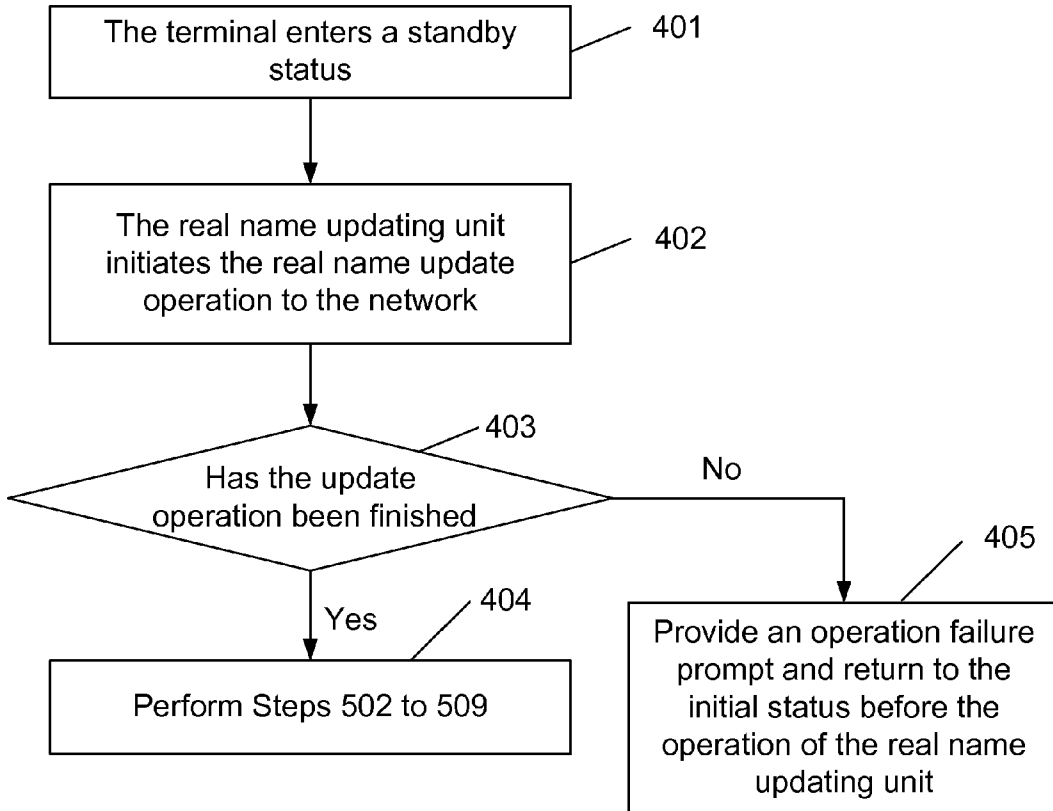 The terminal enters a standby
status
401
The real name updating unit
initiates the real name update
operation to the network
402
403
Has the update
operation been finished
No
Yes
404
Perform Steps 502 to 509
405
Provide an operation failure
prompt and return to the
initial status before the
operation of the real name
updating unit